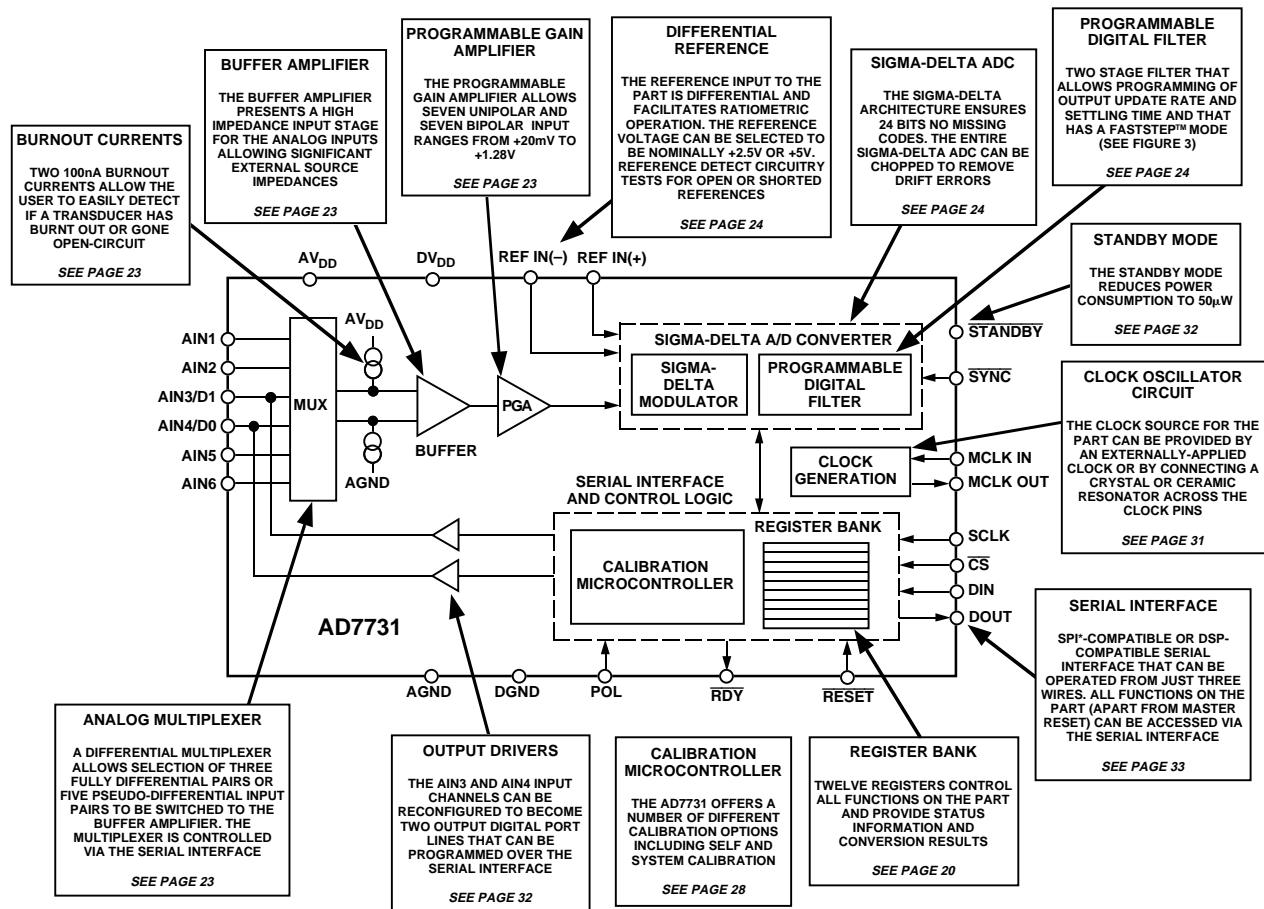 PROGRAMMABLE GAIN
AMPLIFIER
THE PROGRAMMABLE
GAIN AMPLIFIER ALLOWS
SEVEN UNIPOLAR AND
SEVEN BIPOLAR INPUT
RANGES FROM +20mV TO
+1.28V
SEE PAGE 23
DIFFERENTIAL
REFERENCE
THE REFERENCE INPUT TO THE
PART IS DIFFERENTIAL AND
FACILITATES RATIOMETRIC
OPERATION. THE REFERENCE
VOLTAGE CAN BE SELECTED TO
BE NOMINALLY +2.5V OR +5V.
REFERENCE DETECT CIRCUITRY
TESTS FOR OPEN OR SHORTED
REFERENCES
SEE PAGE 24
PROGRAMMABLE
DIGITAL FILTER
TWO STAGE FILTER THAT
ALLOWS PROGRAMMING OF
OUTPUT UPDATE RATE AND
SETTLING TIME AND THAT
HAS A FASTSTEP™ MODE
(SEE FIGURE 3)
SEE PAGE 24
BUFFER AMPLIFIER
THE BUFFER AMPLIFIER
PRESENTS A HIGH
IMPEDANCE INPUT STAGE
FOR THE ANALOG INPUTS
ALLOWING SIGNIFICANT
EXTERNAL SOURCE
IMPEDANCES
SEE PAGE 23
SIGMA-DELTA ADC
THE SIGMA-DELTA
ARCHITECTURE ENSURES
24 BITS NO MISSING
CODES. THE ENTIRE
SIGMA-DELTA ADC CAN BE
CHOPPED TO REMOVE
DRIFT ERRORS
SEE PAGE 24
BURNOUT CURRENTS
TWO 100nA BURNOUT
CURRENTS ALLOW THE
USER TO EASILY DETECT
IF A TRANSDUCER HAS
BURNT OUT OR GONE
OPEN-CIRCUIT
SEE PAGE 23
STANDBY MODE
THE STANDBY MODE
REDUCES POWER
CONSUMPTION TO 50µW
SEE PAGE 32
AVDD
DVDD
REF IN(–)
REF IN(+)
AIN1
AIN2
AIN3/D1
AIN4/D0
AIN5
AIN6
MUX
AVDD
AGND
BUFFER
PGA
SIGMA-DELTA A/D CONVERTER
SIGMA-
DELTA
MODULATOR
PROGRAMMABLE
DIGITAL
FILTER
STANDBY
SYNC
CLOCK OSCILLATOR
CIRCUIT
THE CLOCK SOURCE FOR THE
PART CAN BE PROVIDED BY
AN EXTERNALLY-APPLIED
CLOCK OR BY CONNECTING A
CRYSTAL OR CERAMIC
RESONATOR ACROSS THE
CLOCK PINS
SEE PAGE 31
CLOCK
GENERATION
MCLK IN
MCLK OUT
SERIAL INTERFACE
AND CONTROL LOGIC
REGISTER BANK
CALIBRATION
MICROCONTROLLER
SCLK
CS
DIN
DOUT
AD7731
AGND
DGND
POL
RDY
RESET
SERIAL INTERFACE
SPI*-COMPATIBLE OR DSP-
COMPATIBLE SERIAL
INTERFACE THAT CAN BE
OPERATED FROM JUST THREE
WIRES. ALL FUNCTIONS ON THE
PART (APART FROM MASTER
RESET) CAN BE ACCESSED VIA
THE SERIAL INTERFACE
SEE PAGE 33
ANALOG MULTIPLEXER
A DIFFERENTIAL MULTIPLEXER
ALLOWS SELECTION OF THREE
FULLY DIFFERENTIAL PAIRS OR
FIVE PSEUDO-DIFFERENTIAL INPUT
PAIRS TO BE SWITCHED TO THE
BUFFER AMPLIFIER. THE
MULTIPLEXER IS CONTROLLED
VIA THE SERIAL INTERFACE
SEE PAGE 23
OUTPUT DRIVERS
THE AIN3 AND AIN4 INPUT
CHANNELS CAN BE
RECONFIGURED TO BECOME
TWO OUTPUT DIGITAL PORT
LINES THAT CAN BE
PROGRAMMED OVER THE
SERIAL INTERFACE
SEE PAGE 32
CALIBRATION
MICROCONTROLLER
THE AD7731 OFFERS A
NUMBER OF DIFFERENT
CALIBRATION OPTIONS
INCLUDING SELF AND
SYSTEM CALIBRATION
SEE PAGE 28
REGISTER BANK
TWELVE REGISTERS CONTROL
ALL FUNCTIONS ON THE PART
AND PROVIDE STATUS
INFORMATION AND
CONVERSION RESULTS
SEE PAGE 20